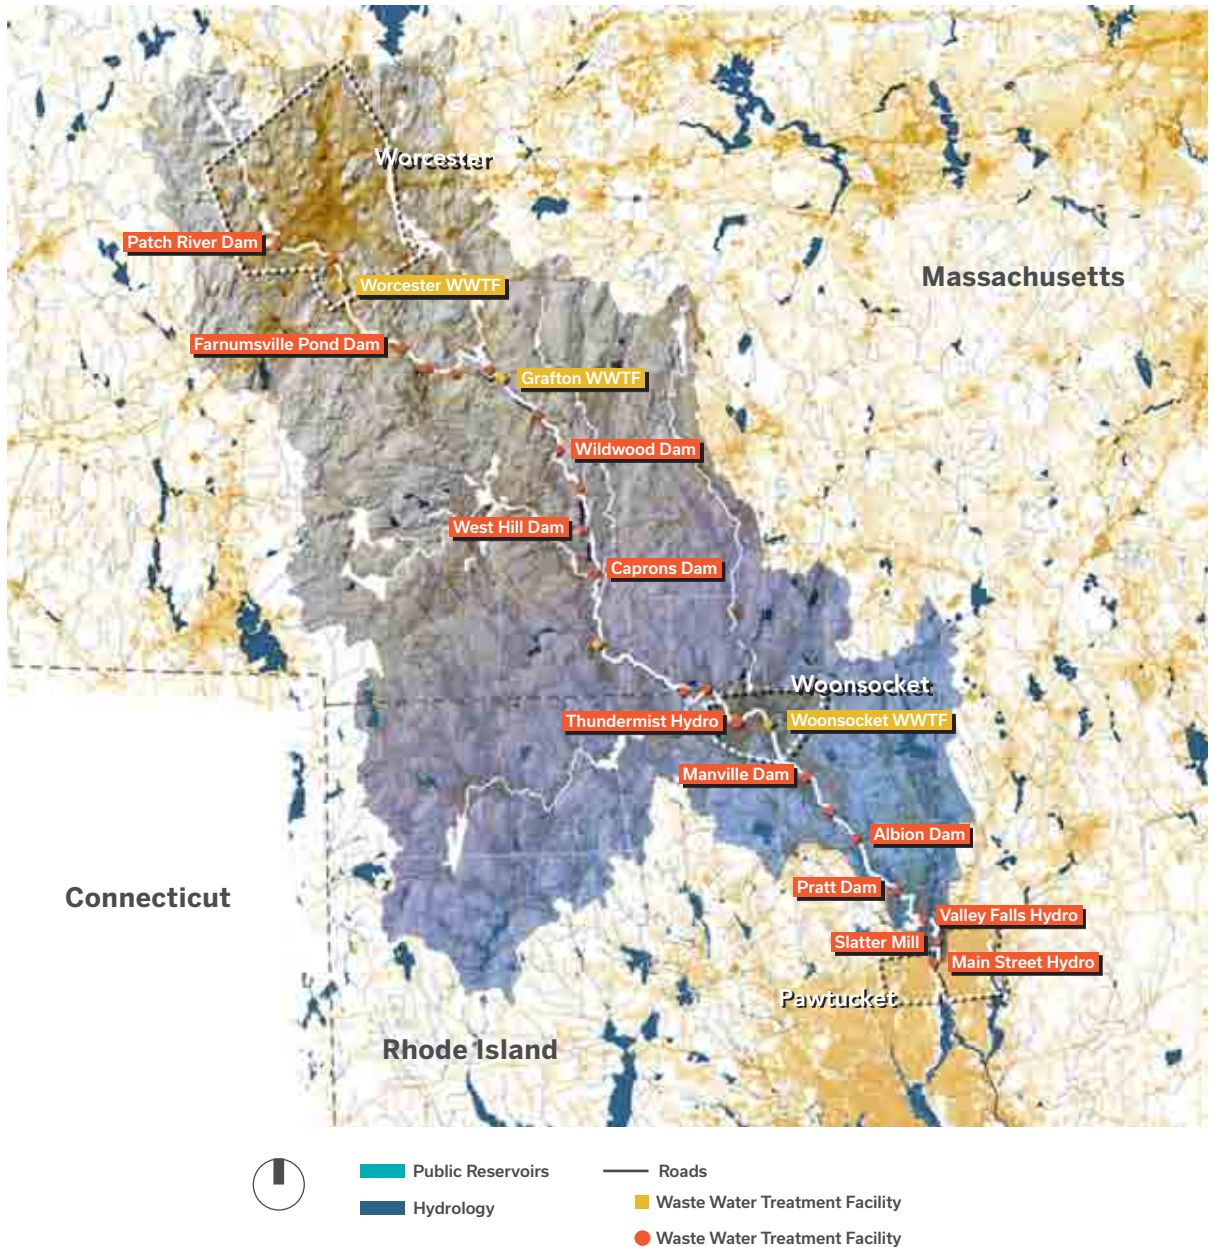 Worcester
Patch River Dam
Massachusetts
Worcester WWTF
Farnumsville Pond Dam
Grafton WWTF
Wildwood Dam
West Hill Dam
Caprons Dam
Woonsocket
Thundermist Hydro
Woonsocket WWTF
Manville Dam
Albion Dam
Pratt Dam
Connecticut
Valley Falls Hydro
Slatter Mill
Main Street Hydro
Pawtucket
Rhode Island
Public Reservoirs
Roads
Hydrology
Waste Water Treatment Facility
Waste Water Treatment Facility